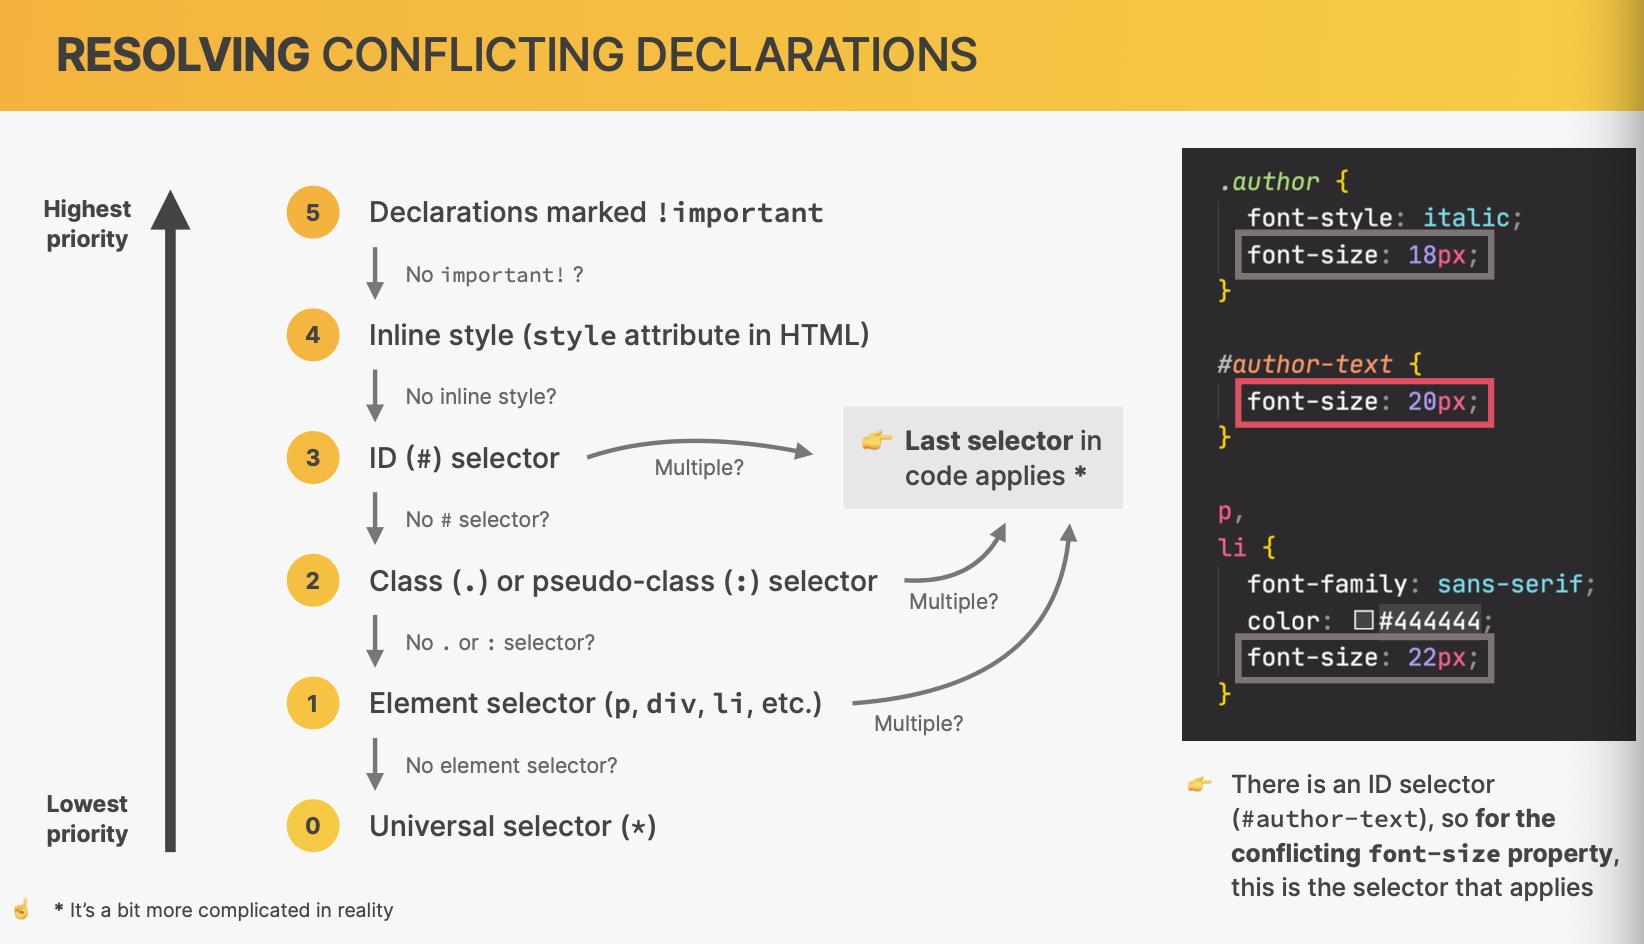 RESOLVING CONFLICTING DECLARATIONS
Highest
priority
5 Declarations marked !important
No important! ?
4 Inline style (style attribute in HTML)
No inline style?
3 ID (#) selector
Multiple?
👉 Last selector in
code applies *
No # selector?
2 Class (.) or pseudo-class (:) selector
Multiple?
No . or : selector?
1 Element selector (p, div, li, etc.)
Multiple?
No element selector?
Lowest
priority
0 Universal selector (*)
☝️ * It’s a bit more complicated in reality
.author {
font-style: italic;
font-size: 18px;
}
#author-text {
font-size: 20px;
}
p,
li {
font-family: sans-serif;
color: #444444;
font-size: 22px;
}
👉 There is an ID selector
(#author-text), so for the
conflicting font-size property,
this is the selector that applies